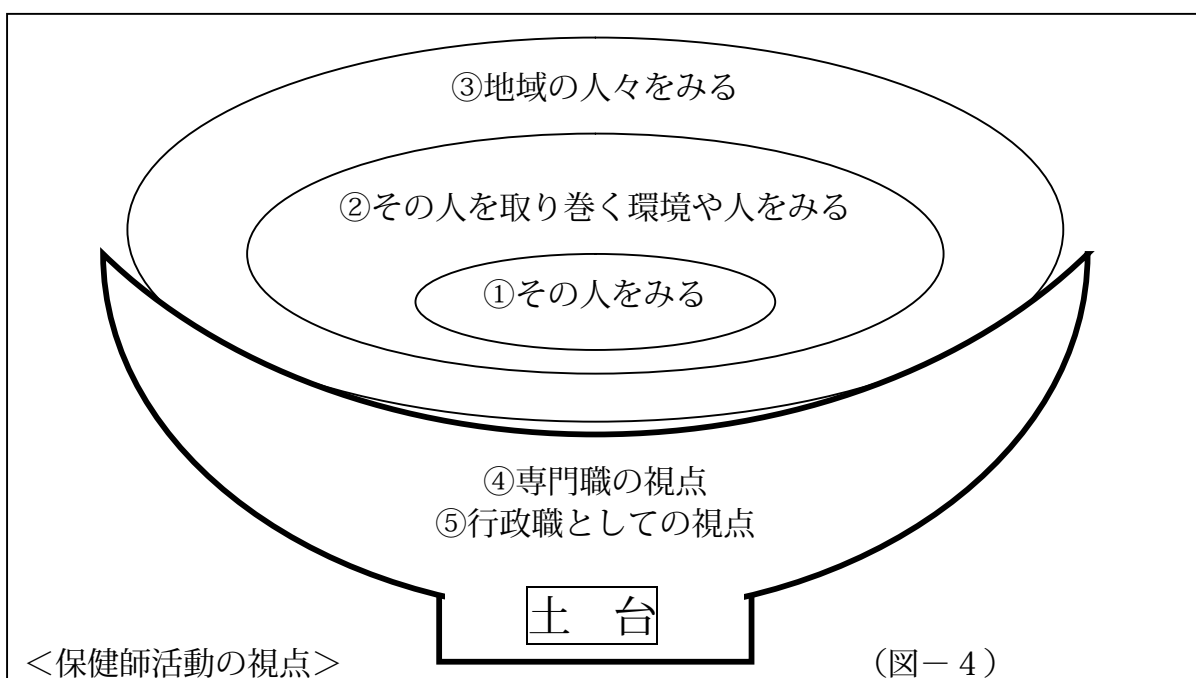 ③地域の人々をみる
②その人を取り巻く環境や人をみる
①その人をみる
④専門職の視点
⑤行政職としての視点
土　台
＜保健師活動の視点＞
（図－４）